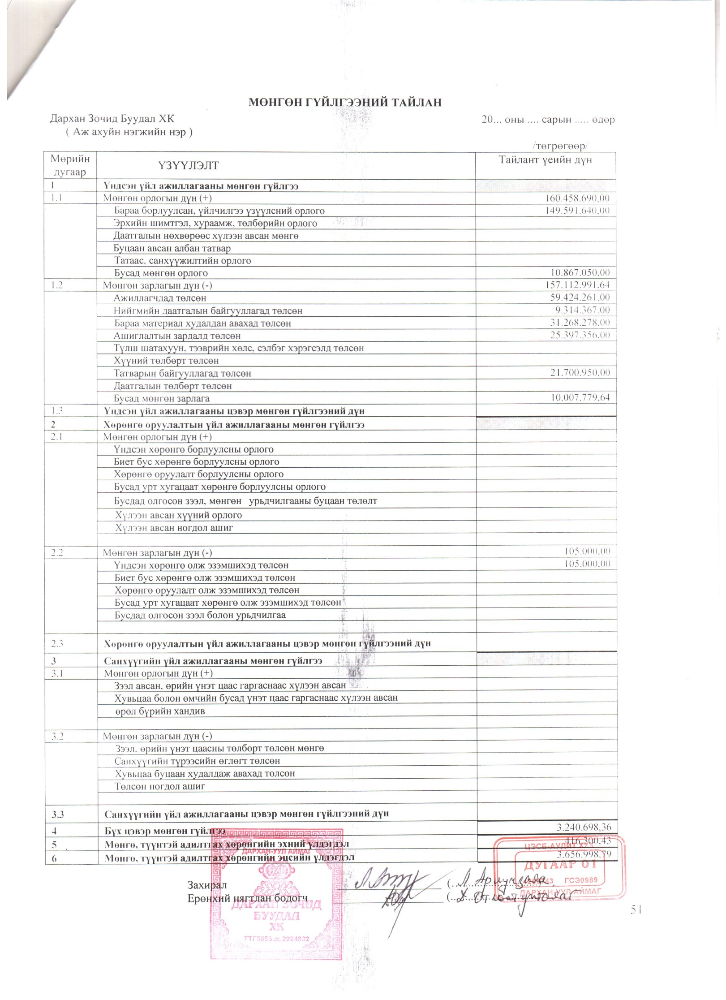 МӨНГӨН ГҮЙЛГЭЭНИЙ ТАЙЛАН
Дархан Зочид Буудал ХК 20... оны .... сарын ..... өдөр
( Аж ахуйн нэгжийн нэр )
/төгрөгөөр/
Мөрийн дугаар ҮЗҮҮЛЭЛТ Тайлант үеийн дүн
1 Үндсэн үйл ажиллагааны мөнгөн гүйлгээ
1.1 Мөнгөн орлогын дүн (+) 160.458.690.00
Бараа борлуулсан, үйлчилгээ үзүүлсний орлого 149.591.640.00
Эрхийн шимтгэл, хураамж, төлбөрийн орлого
Даатгалын нөхвөрөөс хүлээн авсан мөнгө
Буцаан авсан албан татвар
Татаас, санхүүжилтийн орлого
Бусад мөнгөн орлого 10.867.050.00
1.2 Мөнгөн зарлагын дүн (-) 157.112.991.64
Ажиллагчдад төлсөн 59.424.261.00
Нийгмийн даатгалын байгууллагад төлсөн 9.314.367.00
Бараа материал худалдан авахад төлсөн 31.268.278.00
Ашиглалтын зардалд төлсөн 25.397.356.00
Түлш шатахуун, тээврийн хөлс, сэлбэг хэрэгсэлд төлсөн
Хүүний төлбөрт төлсөн
Татварын байгууллагад төлсөн 21.700.950.00
Даатгалын төлбөрт төлсөн
Бусад мөнгөн зарлага 10.007.779.64
1.3 Үндсэн үйл ажиллагааны цэвэр мөнгөн гүйлгээний дүн
2 Хөрөнгө оруулалтын үйл ажиллагааны мөнгөн гүйлгээ
2.1 Мөнгөн орлогын дүн (+)
Үндсэн хөрөнгө борлуулсны орлого
Биет бус хөрөнгө борлуулсны орлого
Хөрөнгө оруулалт борлуулсны орлого
Бусад урт хугацаат хөрөнгө борлуулсны орлого
Бусдад олгосон зээл, мөнгөн урьдчилгааны буцаан төлөлт
Хүлээн авсан хүүний орлого
Хүлээн авсан ногдол ашиг
2.2 Мөнгөн зарлагын дүн (-) 105.000.00
Үндсэн хөрөнгө олж эзэмшихэд төлсөн 105.000.00
Биет бус хөрөнгө олж эзэмшихэд төлсөн
Хөрөнгө оруулалт олж эзэмшихэд төлсөн
Бусад урт хугацаат хөрөнгө олж эзэмшихэд төлсөн
Бусдад олгосон зээл болон урьдчилгаа
2.3 Хөрөнгө оруулалтын үйл ажиллагааны цэвэр мөнгөн гүйлгээний дүн
3 Санхүүгийн үйл ажиллагааны мөнгөн гүйлгээ
3.1 Мөнгөн орлогын дүн (+)
Зээл авсан, өрийн үнэт цаас гаргаснаас хүлээн авсан
Хувьцаа болон өмчийн бусад үнэт цаас гаргаснаас хүлээн авсан
өрөл бүрийн хандив
3.2 Мөнгөн зарлагын дүн (-)
Зээл, өрийн үнэт цаасны төлбөрт төлсөн мөнгө
Санхүүгийн түрээсийн өглөгт төлсөн
Хувьцаа буцаан худалдаж авахад төлсөн
Төлсөн ногдол ашиг
3.3 Санхүүгийн үйл ажиллагааны цэвэр мөнгөн гүйлгээний дүн
4 Бүх цэвэр мөнгөн гүйлгээ 3.240.698.36
5 Мөнгө, түүнтэй адилтгах хөрөнгийн эхний үлдэгдэл 416.300.43
6 Мөнгө, түүнтэй адилтгах хөрөнгийн эцсийн үлдэгдэл 3.656.998.79
ЦЭСБ-АУДИТ ХХК
ДУГААР 01
ГСЭ0989
ДАРХАН-УУЛ АЙМАГ
ДАРХАН-УУЛ АЙМАГ
ДЗБ
ДАРХАН ЗОЧИД
БУУДАЛ
ХК
2024802
Захирал (Л. Ариунзаяа
Ерөнхий нягтлан бодогч (Х
51